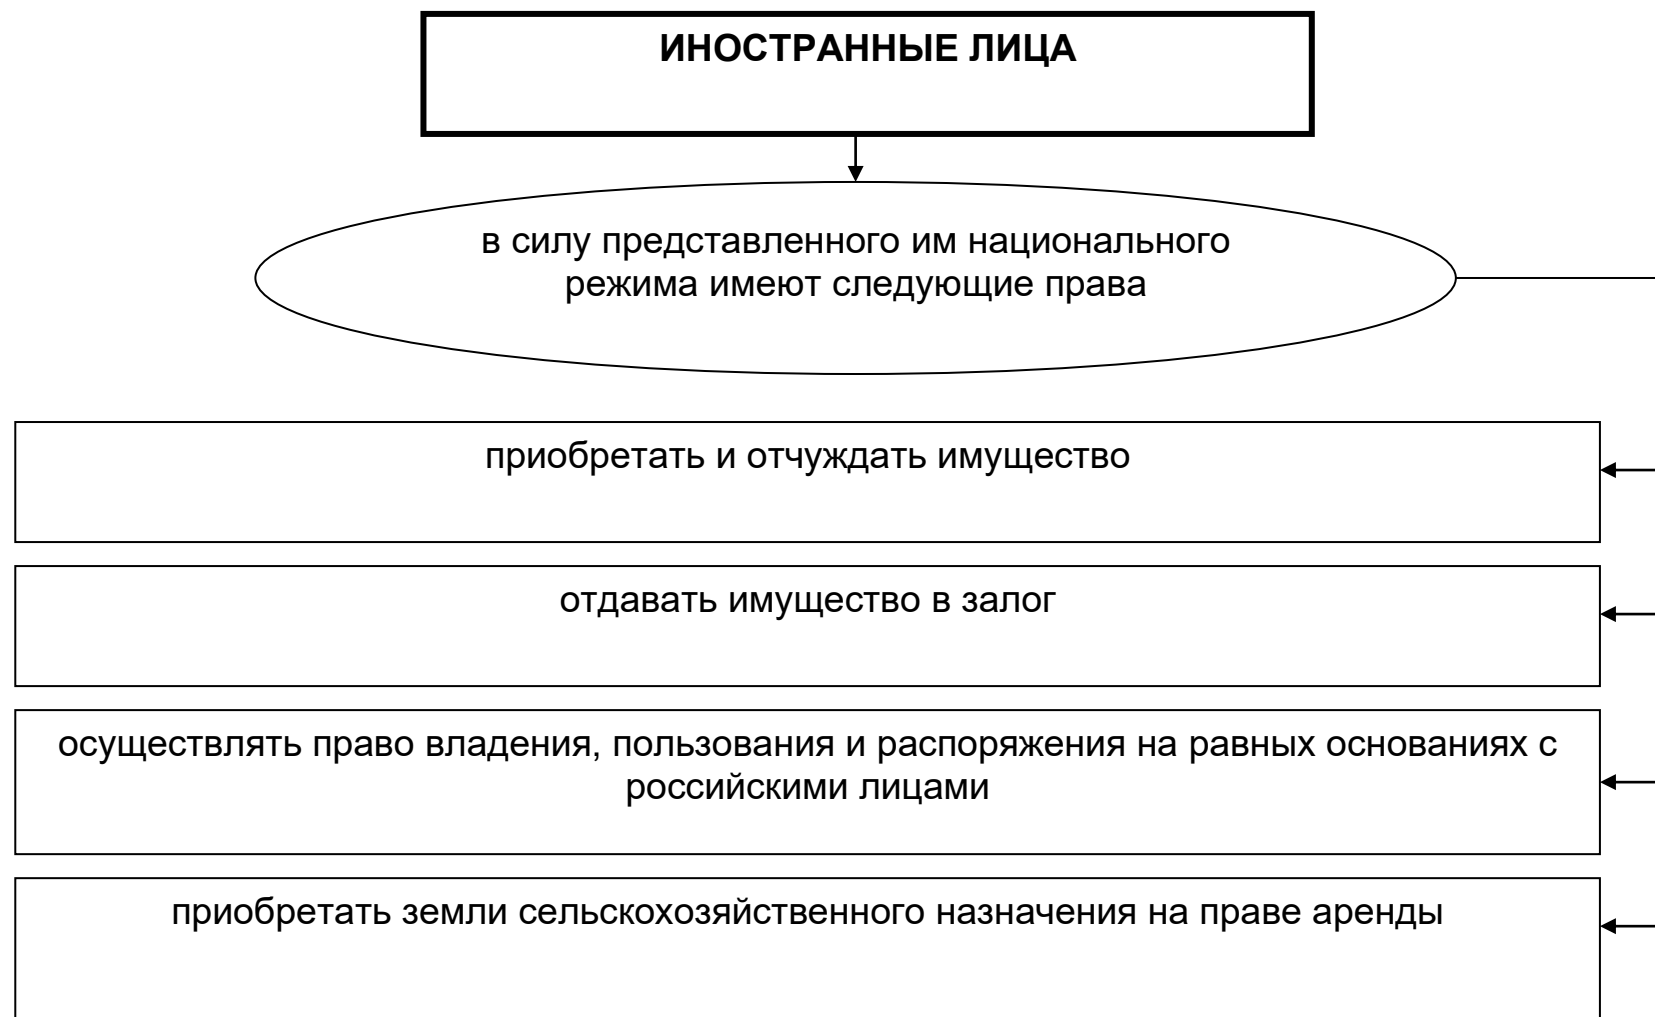 ИНОСТРАННЫЕ ЛИЦА
в силу представленного им национального
режима имеют следующие права
приобретать и отчуждать имущество
отдавать имущество в залог
осуществлять право владения, пользования и распоряжения на равных основаниях с
российскими лицами
приобретать земли сельскохозяйственного назначения на праве аренды